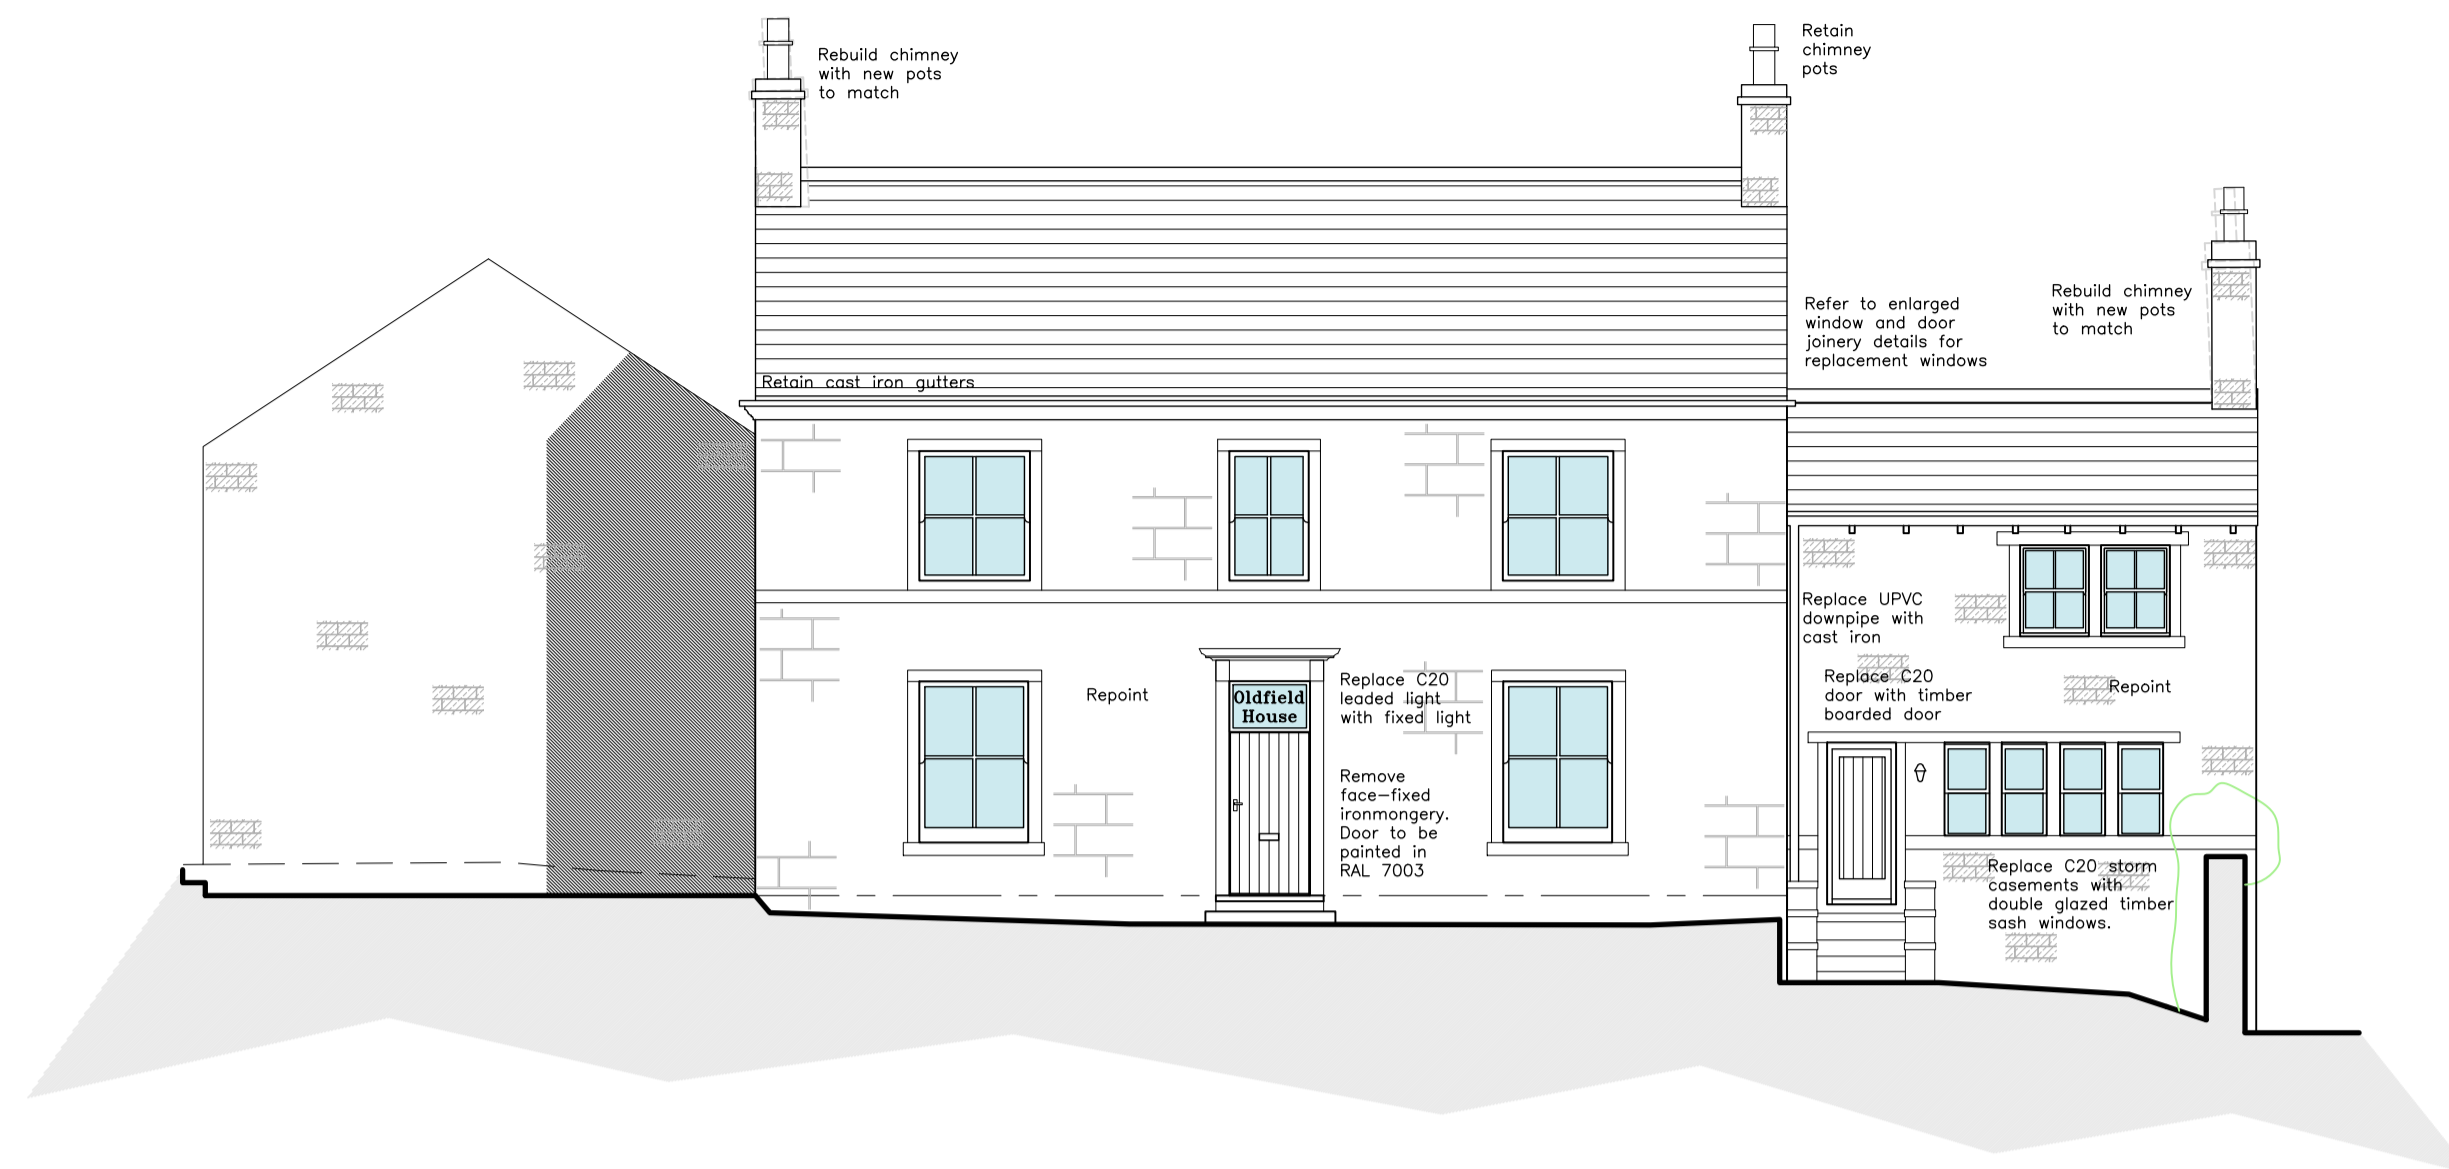 Rebuild chimney
with new pots
to match
Retain
chimney
pots
Rebuild chimney
with new pots
to match
Refer to enlarged
window and door
joinery details for
replacement windows
Retain cast iron gutters
Replace UPVC
downpipe with
cast iron
Replace C20
door with timber
boarded door
Repoint
Repoint
Oldfield
House
Replace C20
leaded light
with fixed light
Remove
face-fixed
ironmongery.
Door to be
painted in
RAL 7003
Replace C20 storm
casements with
double glazed timber
sash windows.